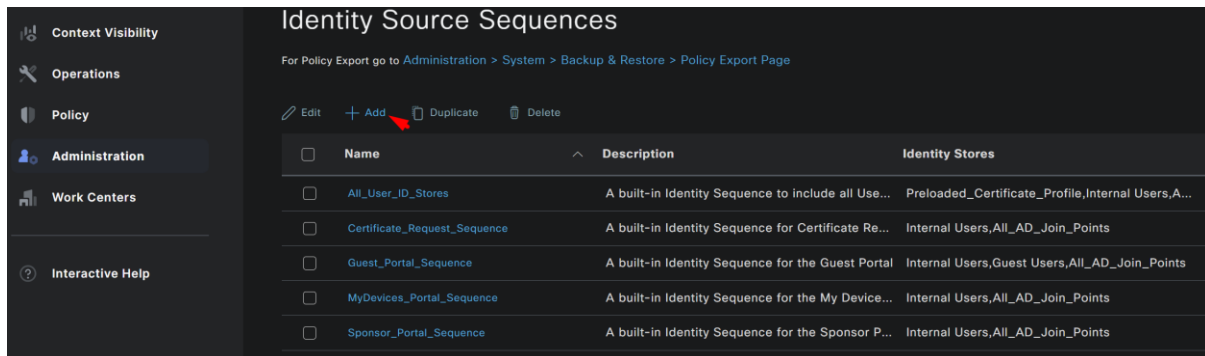 Identity Source Sequences
Context Visibility
For Policy Export go to Administration > System > Backup & Restore > Policy Export Page
Operations
Policy
Edit Add Duplicate Delete
Administration
Name Description Identity Stores
Work Centers
All_User_ID_Stores A built-in Identity Sequence to include all Use... Preloaded_Certificate_Profile,Internal Users,A...
Certificate_Request_Sequence A built-in Identity Sequence for Certificate Re... Internal Users,All_AD_Join_Points
Interactive Help
Guest_Portal_Sequence A built-in Identity Sequence for the Guest Portal Internal Users,Guest Users,All_AD_Join_Points
MyDevices_Portal_Sequence A built-in Identity Sequence for the My Device... Internal Users,All_AD_Join_Points
Sponsor_Portal_Sequence A built-in Identity Sequence for the Sponsor P... Internal Users,All_AD_Join_Points